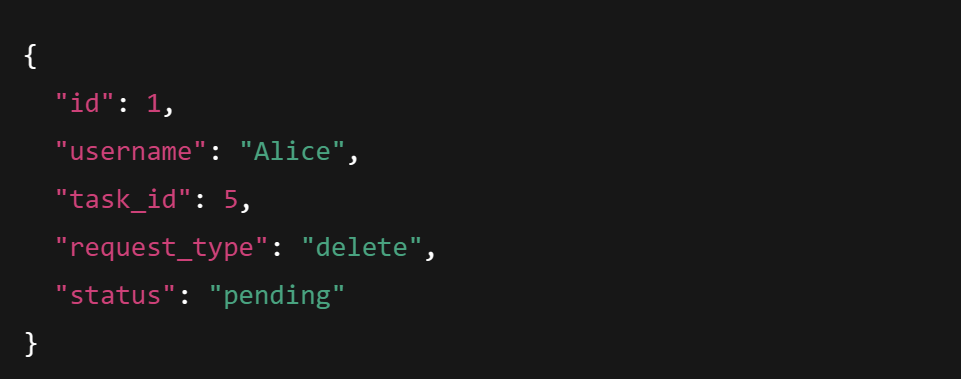 {
  "id": 1,
  "username": "Alice",
  "task_id": 5,
  "request_type": "delete",
  "status": "pending"
}